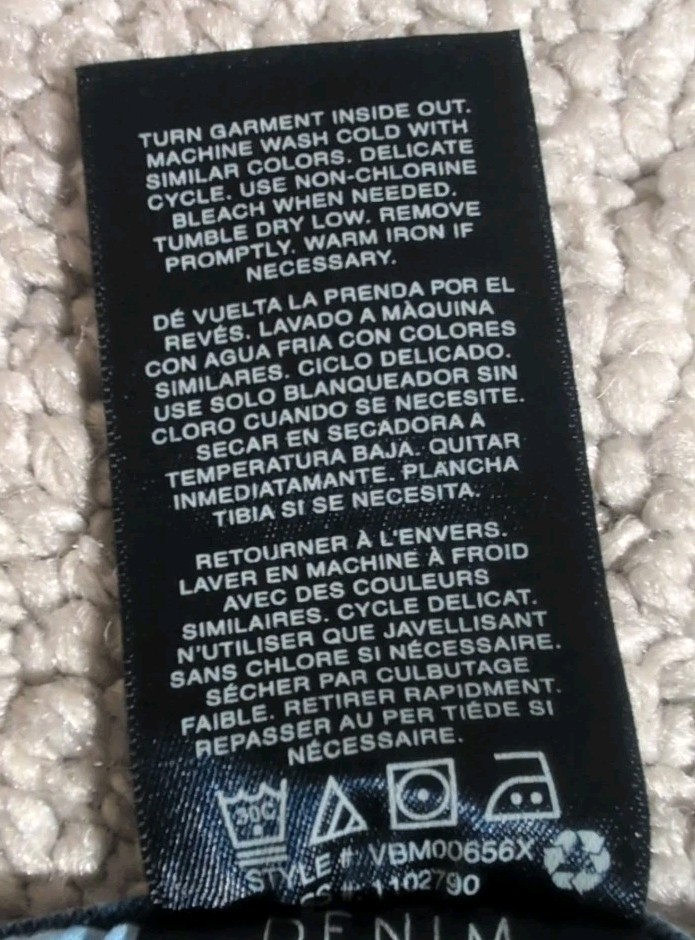 TURN GARMENT INSIDE OUT.
MACHINE WASH COLD WITH
SIMILAR COLORS. DELICATE
CYCLE. USE NON-CHLORINE
BLEACH WHEN NEEDED.
TUMBLE DRY LOW. REMOVE
PROMPTLY. WARM IRON IF
NECESSARY.
DÉ VUELTA LA PRENDA POR EL
REVÉS. LAVADO A MÀQUINA
CON AGUA FRIA CON COLORES
SIMILARES. CICLO DELICADO.
USE SOLO BLANQUEADOR SIN
CLORO CUANDO SE NECESITE.
SECAR EN SECADORA A
TEMPERATURA BAJA. QUITAR
INMEDIATAMANTE. PLANCHA
TIBIA SI SE NECESITA.
RETOURNER À L'ENVERS.
LAVER EN MACHINE À FROID
AVEC DES COULEURS
SIMILAIRES. CYCLE DELICAT.
N'UTILISER QUE JAVELLISANT
SANS CHLORE SI NÉCESSAIRE.
SÉCHER PAR CULBUTAGE
FAIBLE. RETIRER RAPIDMENT.
REPASSER AU PER TIÉDE SI
NÉCESSAIRE.
30C
STYLE #: VBM00656X
#: 1102790
DENIM